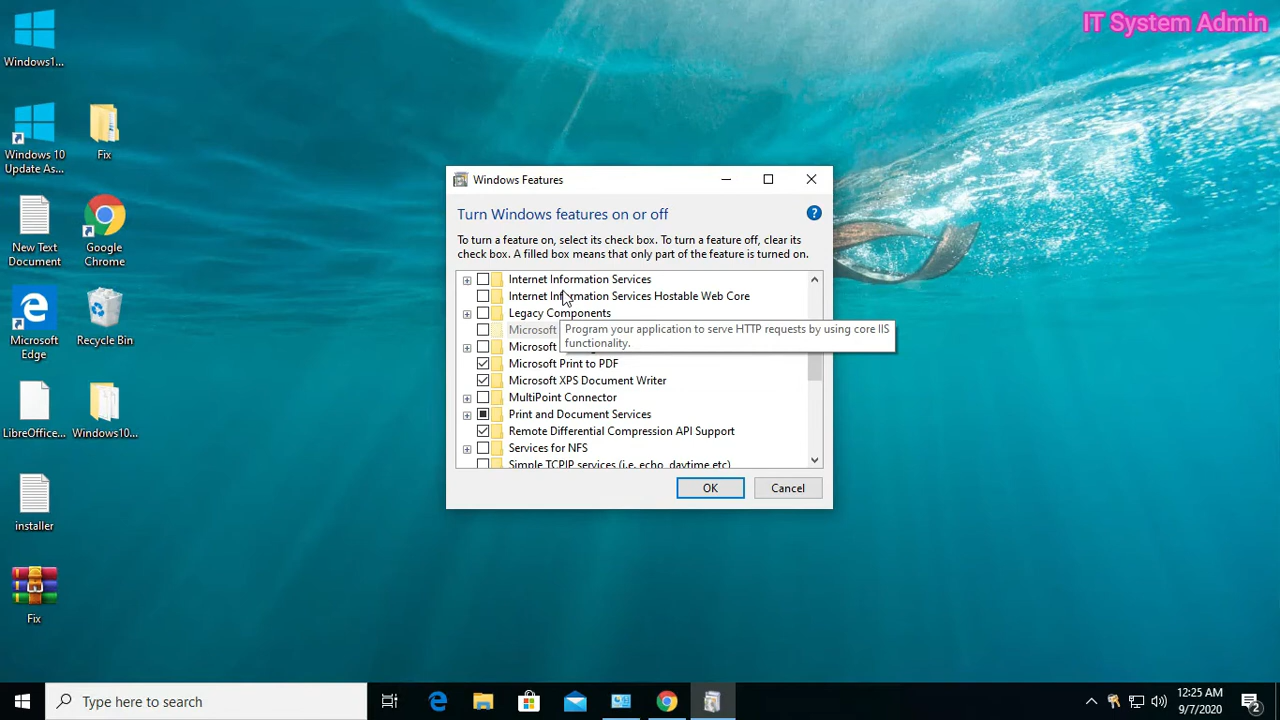 IT System Admin
Windows1...
Windows 10
Update As...
Fix
New Text
Document
Google
Chrome
Microsoft
Edge
Recycle Bin
LibreOffice...
Windows10...
installer
Fix
Windows Features
Turn Windows features on or off
?
To turn a feature on, select its check box. To turn a feature off, clear its
check box. A filled box means that only part of the feature is turned on.
Internet Information Services
Internet Information Services Hostable Web Core
Legacy Components
Microsoft
Program your application to serve HTTP requests by using core IIS
functionality.
Microsoft
Microsoft Print to PDF
Microsoft XPS Document Writer
MultiPoint Connector
Print and Document Services
Remote Differential Compression API Support
Services for NFS
Simple TCPIP services (i.e. echo, daytime etc)
OK
Cancel
Type here to search
12:25 AM
9/7/2020
2